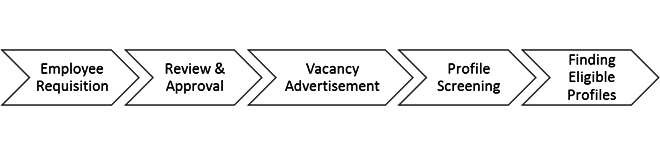 Employee
Requisition
Review &
Approval
Vacancy
Advertisement
Profile
Screening
Finding
Eligible
Profiles